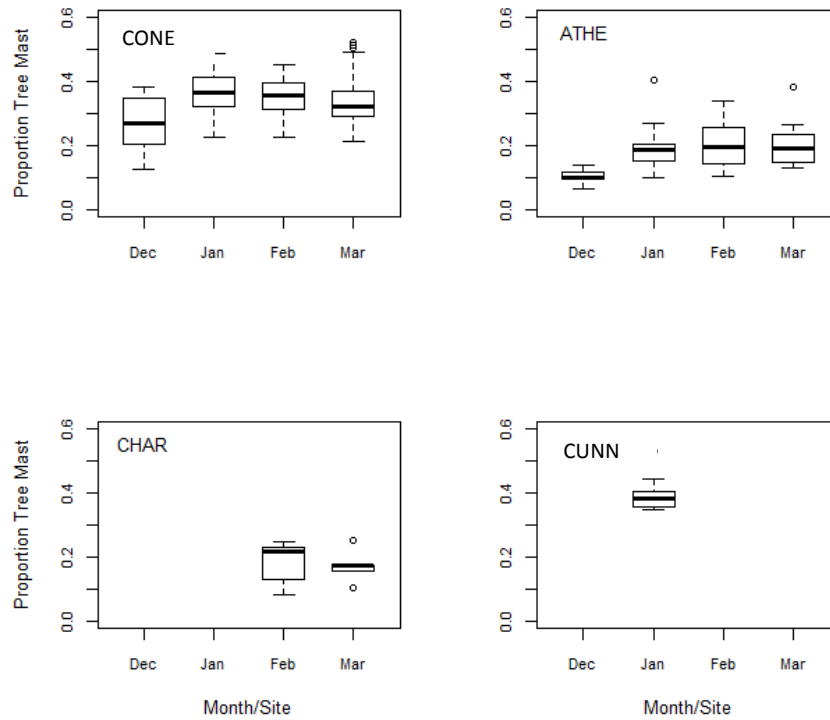 CONE
Proportion Tree Mast
0.0 0.2 0.4 0.6
Dec Jan Feb Mar
ATHE
0.0 0.2 0.4 0.6
Dec Jan Feb Mar
CHAR
Proportion Tree Mast
0.0 0.2 0.4 0.6
Dec Jan Feb Mar
Month/Site
CUNN
0.0 0.2 0.4 0.6
Dec Jan Feb Mar
Month/Site